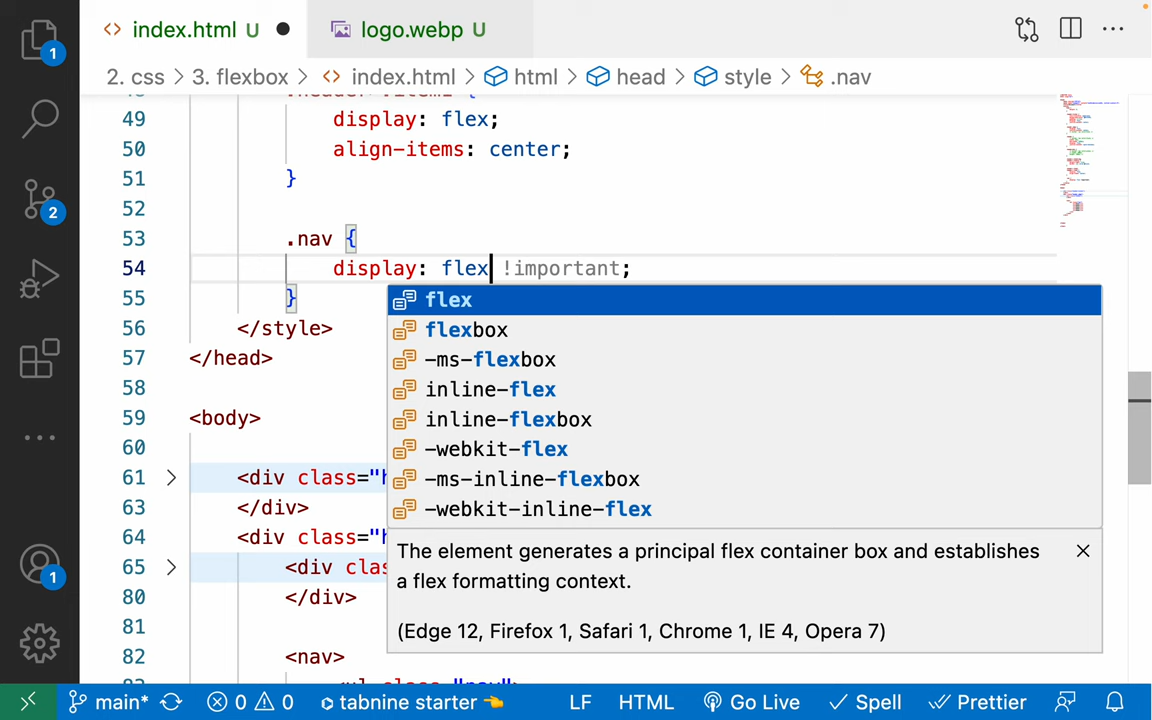 index.html U
logo.webp U
2. css > 3. flexbox > index.html > html > head > style > .nav
49 display: flex;
50 align-items: center;
51 }
52
53 .nav {
54 display: flex !important;
55 }
56 </style>
57 </head>
58
59 <body>
60
61 <div class="h
63 </div>
64 <div class="h
65 <div clas
80 </div>
81
82 <nav>
flex
flexbox
-ms-flexbox
inline-flex
inline-flexbox
-webkit-flex
-ms-inline-flexbox
-webkit-inline-flex
The element generates a principal flex container box and establishes
a flex formatting context.
(Edge 12, Firefox 1, Safari 1, Chrome 1, IE 4, Opera 7)
1
2
1
main* 0 0 tabnine starter LF HTML Go Live Spell Prettier